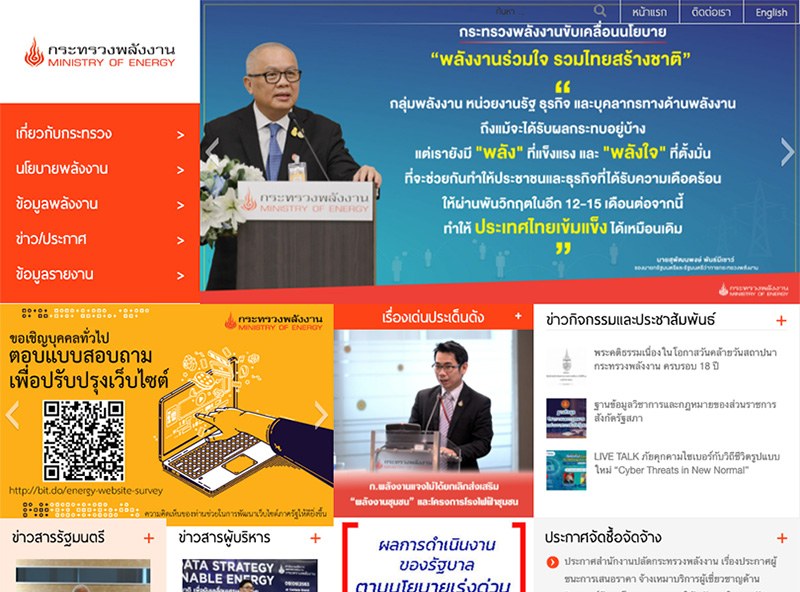 ค้นหา
หน้าแรก
ติดต่อเรา
English
กระทรวงพลังงาน
MINISTRY OF ENERGY
เกี่ยวกับกระทรวง >
นโยบายพลังงาน >
ข้อมูลพลังงาน >
ข่าว/ประกาศ >
ข้อมูลรายงาน >
กระทรวงพลังงานขับเคลื่อนนโยบาย
“พลังงานร่วมใจ รวมไทยสร้างชาติ”
“
กลุ่มพลังงาน หน่วยงานรัฐ ธุรกิจ และบุคลากรทางด้านพลังงาน
ถึงแม้จะได้รับผลกระทบอยู่บ้าง
แต่เรายังมี "พลัง" ที่แข็งแรง และ "พลังใจ" ที่ตั้งมั่น
ที่จะช่วยกันทำให้ประชาชนและธุรกิจที่ได้รับความเดือดร้อน
ให้ผ่านพ้นวิกฤตในอีก 12-15 เดือนต่อจากนี้
ทำให้ ประเทศไทยเข้มแข็ง ได้เหมือนเดิม
”
นายสุพัฒนพงษ์ พันธ์มีเชาว์
รองนายกรัฐมนตรีและรัฐมนตรีว่าการกระทรวงพลังงาน
กระทรวงพลังงาน
MINISTRY OF ENERGY
กระทรวงพลังงาน
MINISTRY OF ENERGY
กระทรวงพลังงาน
MINISTRY OF ENERGY
ขอเชิญบุคคลทั่วไป
ตอบแบบสอบถาม
เพื่อปรับปรุงเว็บไซต์
http://bit.do/energy-website-survey
ความคิดเห็นของท่านช่วยในการพัฒนาเว็บไซต์ภาครัฐให้ดียิ่งขึ้น
เรื่องเด่นประเด็นดัง +
กระทรวงพลังงาน
ก.พลังงานแจงไม่ได้ยกเลิกส่งเสริม
“พลังงานชุมชน” และโครงการโรงไฟฟ้าชุมชน
ข่าวกิจกรรมและประชาสัมพันธ์ +
พระคติธรรมเนื่องในโอกาสวันคล้ายวันสถาปนา
กระทรวงพลังงาน ครบรอบ 18 ปี
ฐานข้อมูลวิชาการและกฎหมายของส่วนราชการ
สังกัดรัฐสภา
LIVE TALK ภัยคุกคามไซเบอร์กับวิถีชีวิตรูปแบบ
ใหม่ “Cyber Threats in New Normal”
ข่าวสารรัฐมนตรี +
ข่าวสารผู้บริหาร +
DATA STRATEGY
NABLE ENERGY
ผลการดำเนินงาน
ของรัฐบาล
ตามนโยบายเร่งด่วน
ประกาศจัดซื้อจัดจ้าง +
ประกาศสำนักงานปลัดกระทรวงพลังงาน เรื่องประกาศผู้
ชนะการเสนอราคา จ้างเหมาบริการผู้เชี่ยวชาญด้าน